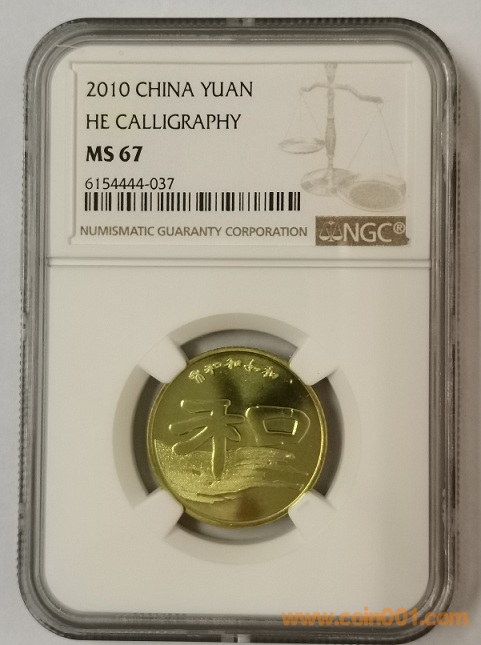 2010 CHINA YUAN
HE CALLIGRAPHY
MS 67
6154444-037
NUMISMATIC GUARANTY CORPORATION
NGC®
和
www.coin001.com